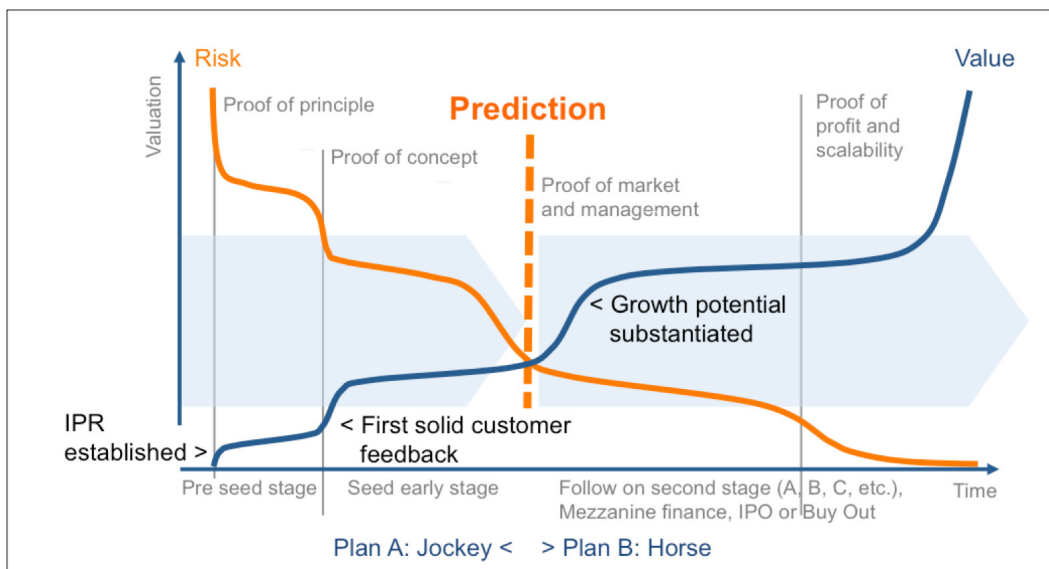 Risk
Value
Valuation
Proof of principle
Prediction
Proof of
profit and
scalability
Proof of concept
Proof of market
and management
< Growth potential
substantiated
IPR
established >
< First solid customer
feedback
Pre seed stage
Seed early stage
Follow on second stage (A, B, C, etc.),
Mezzanine finance, IPO or Buy Out
Time
Plan A: Jockey < > Plan B: Horse